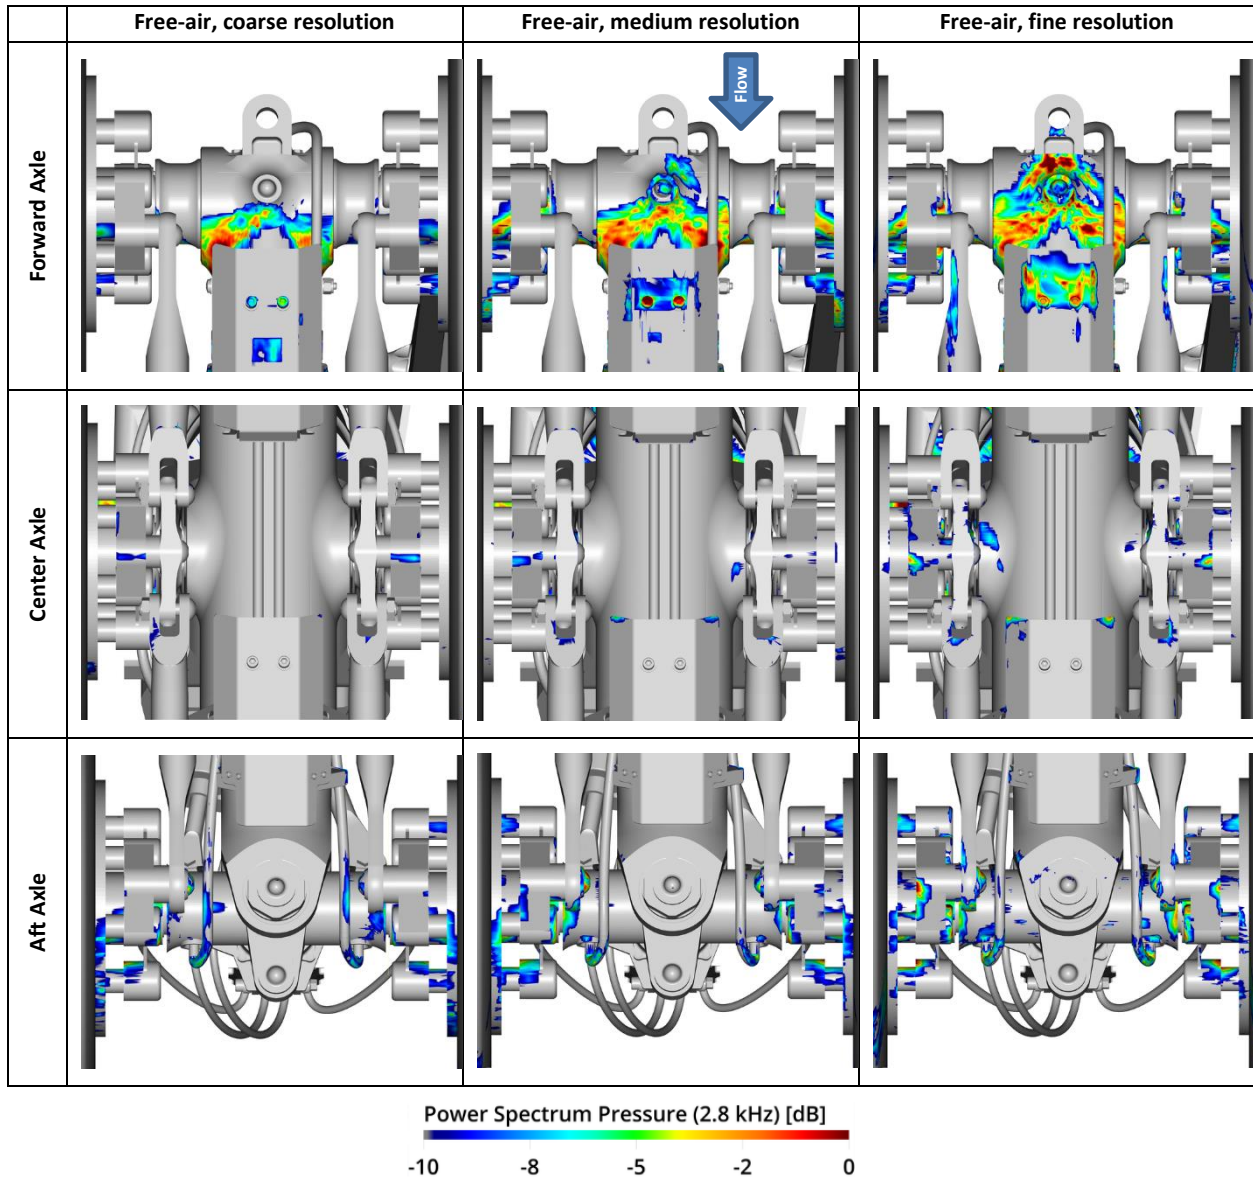 Free-air, coarse resolution
Free-air, medium resolution
Free-air, fine resolution
Forward Axle
Flow
Center Axle
Aft Axle
Power Spectrum Pressure (2.8 kHz) [dB]
-10 -8 -5 -2 0